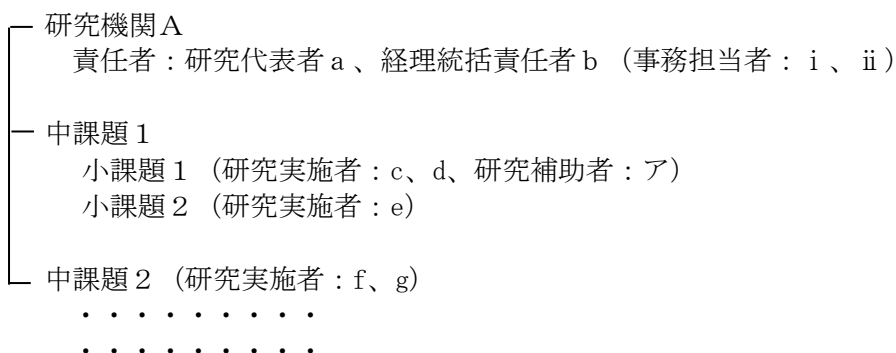 研究機関A
責任者：研究代表者a、経理統括責任者b（事務担当者：ⅰ、ⅱ）
中課題1
小課題1（研究実施者：c、d、研究補助者：ア）
小課題2（研究実施者：e）
中課題2（研究実施者：f、g）
・・・・・・・・・
・・・・・・・・・